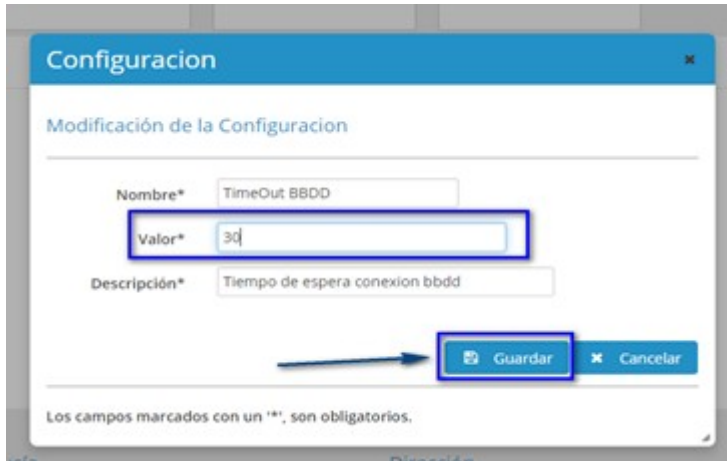 Configuracion
Modificación de la Configuracion
Nombre* TimeOut BBDD
Valor* 30
Descripción* Tiempo de espera conexion bbdd
Guardar Cancelar
Los campos marcados con un '*', son obligatorios.